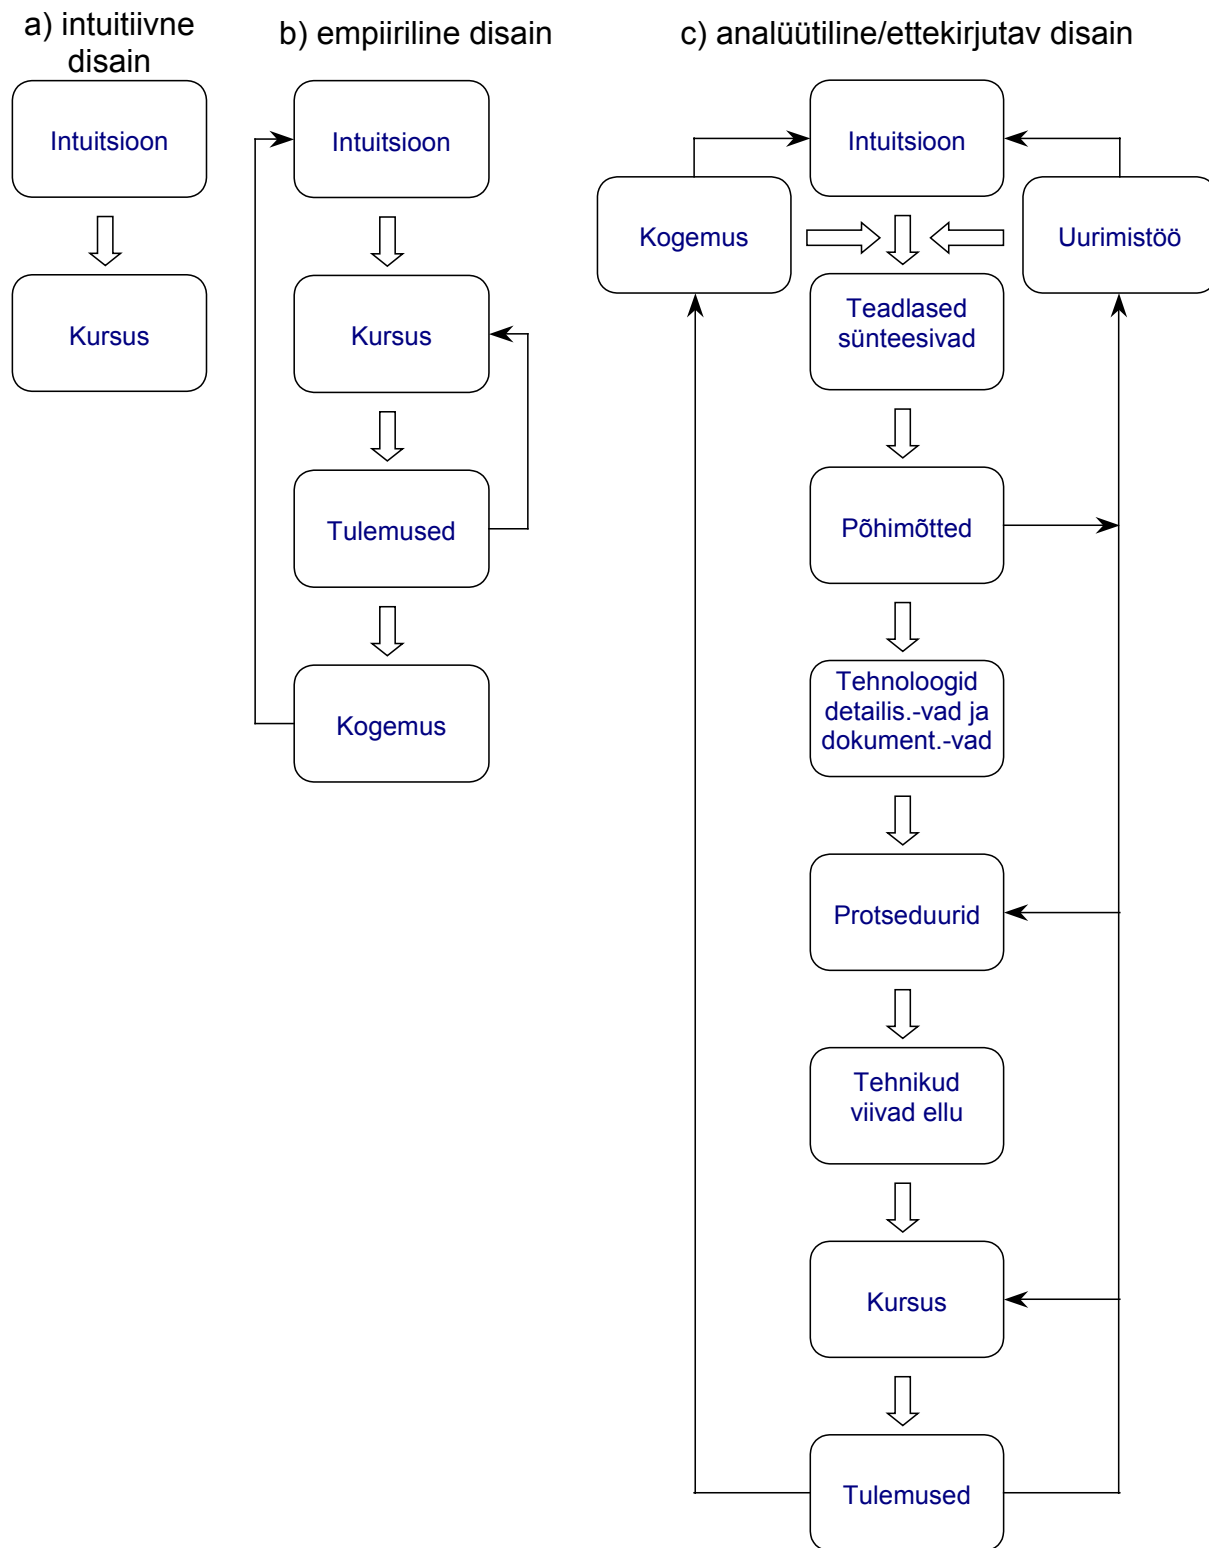 a) intuitiivne
disain
Intuitsioon
Kursus
b) empiiriline disain
Intuitsioon
Kursus
Tulemused
Kogemus
c) analüütiline/ettekirjutav disain
Intuitsioon
Kogemus
Uurimistöö
Teadlased
sünteesivad
Põhimõtted
Tehnoloogid
detailis.-vad ja
dokument.-vad
Protseduurid
Tehnikud
viivad ellu
Kursus
Tulemused